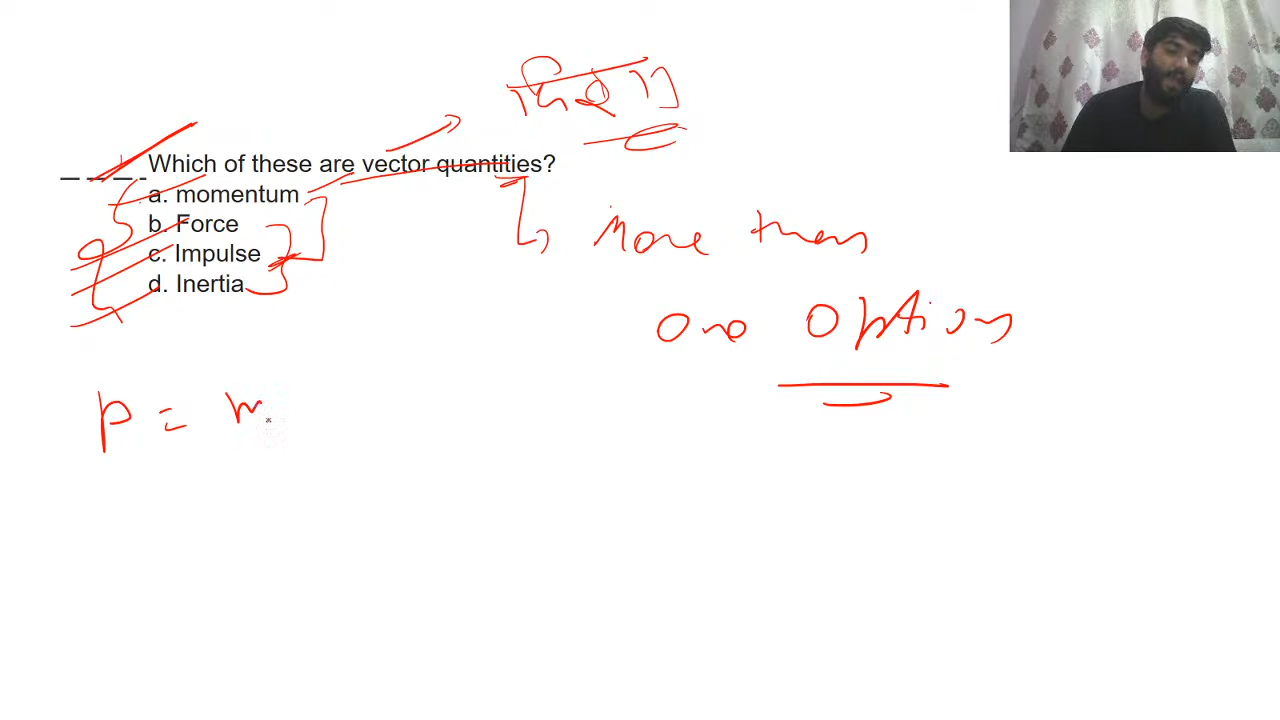 Which of these are vector quantities?
a. momentum
b. Force
c. Impulse
d. Inertia
More than
one option
P = m